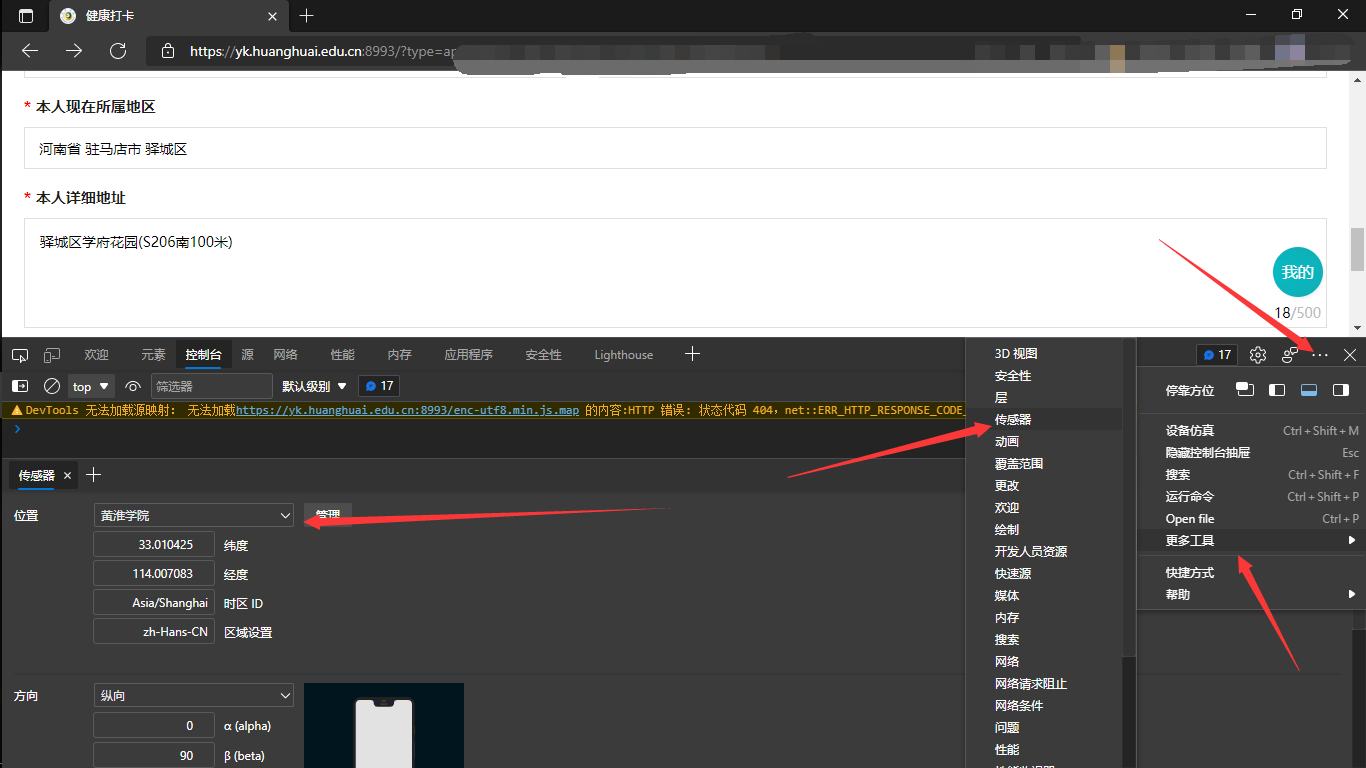 健康打卡
https://yk.huanghuai.edu.cn:8993/?type=ap
* 本人现在所属地区
河南省 驻马店市 驿城区
* 本人详细地址
驿城区学府花园(S206南100米)
我的
18/500
欢迎 元素 控制台 源 网络 性能 内存 应用程序 安全性 Lighthouse
17
top 筛选器 默认级别 17
DevTools 无法加载源映射: 无法加载https://yk.huanghuai.edu.cn:8993/enc-utf8.min.js.map 的内容:HTTP 错误: 状态代码 404, net::ERR_HTTP_RESPONSE_CODE_
传感器
位置 黄淮学院 管理
33.010425 纬度
114.007083 经度
Asia/Shanghai 时区 ID
zh-Hans-CN 区域设置
方向 纵向
0 α (alpha)
90 β (beta)
3D 视图
安全性
层
传感器
动画
覆盖范围
更改
欢迎
绘制
开发人员资源
快速源
媒体
内存
搜索
网络
网络请求阻止
网络条件
问题
性能
停靠方位
设备仿真 Ctrl + Shift + M
隐藏控制台抽屉 Esc
搜索 Ctrl + Shift + F
运行命令 Ctrl + Shift + P
Open file Ctrl + P
更多工具
快捷方式
帮助